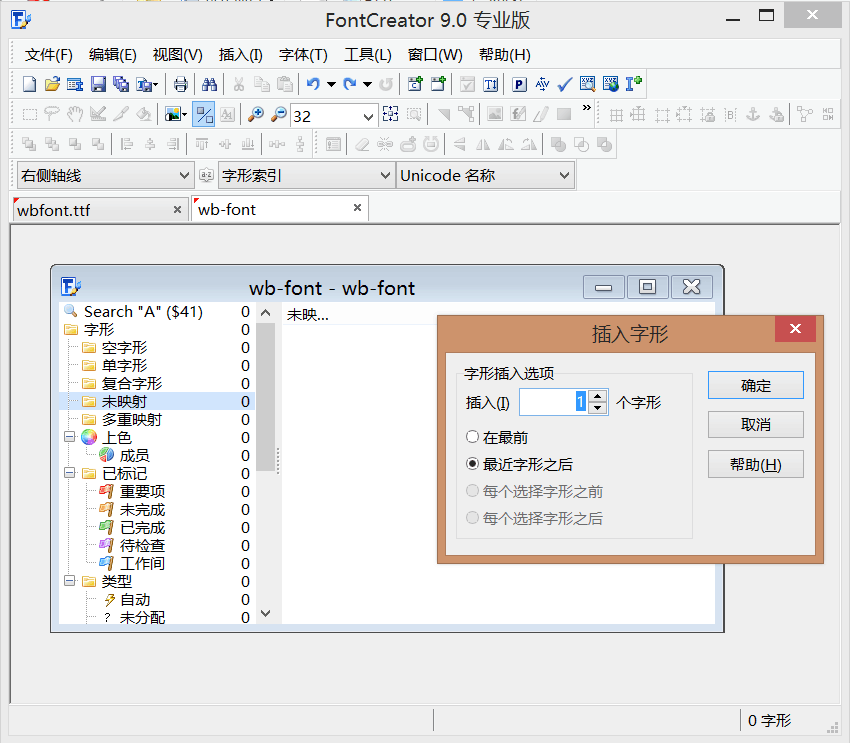 FontCreator 9.0 专业版
文件(F) 编辑(E) 视图(V) 插入(I) 字体(T) 工具(L) 窗口(W) 帮助(H)
32
右侧轴线 字形索引 Unicode 名称
wbfont.ttf wb-font
wb-font - wb-font
Search "A" ($41) 0
字形 0
空字形 0
单字形 0
复合字形 0
未映射 0
多重映射 0
上色 0
成员 0
已标记 0
重要项 0
未完成 0
已完成 0
待检查 0
工作间 0
类型 0
自动 0
? 未分配 0
未映...
插入字形
字形插入选项
插入(I) 1 个字形
在最前
最近字形之后
每个选择字形之前
每个选择字形之后
确定
取消
帮助(H)
0 字形